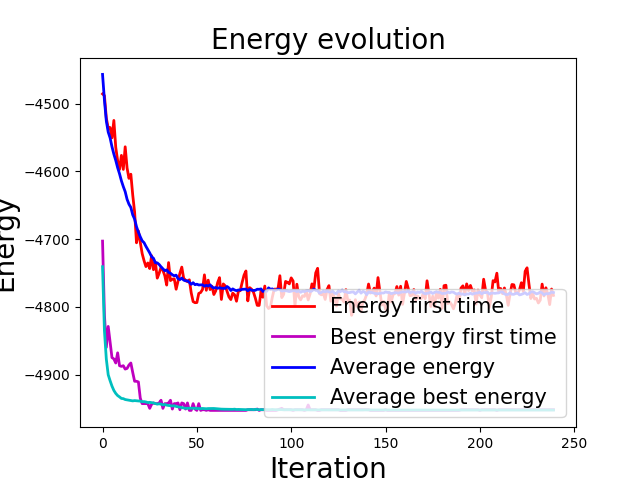 Energy evolution
Energy
−4500
−4600
−4700
−4800
−4900
Energy first time
Best energy first time
Average energy
Average best energy
0
50
100
150
200
250
Iteration